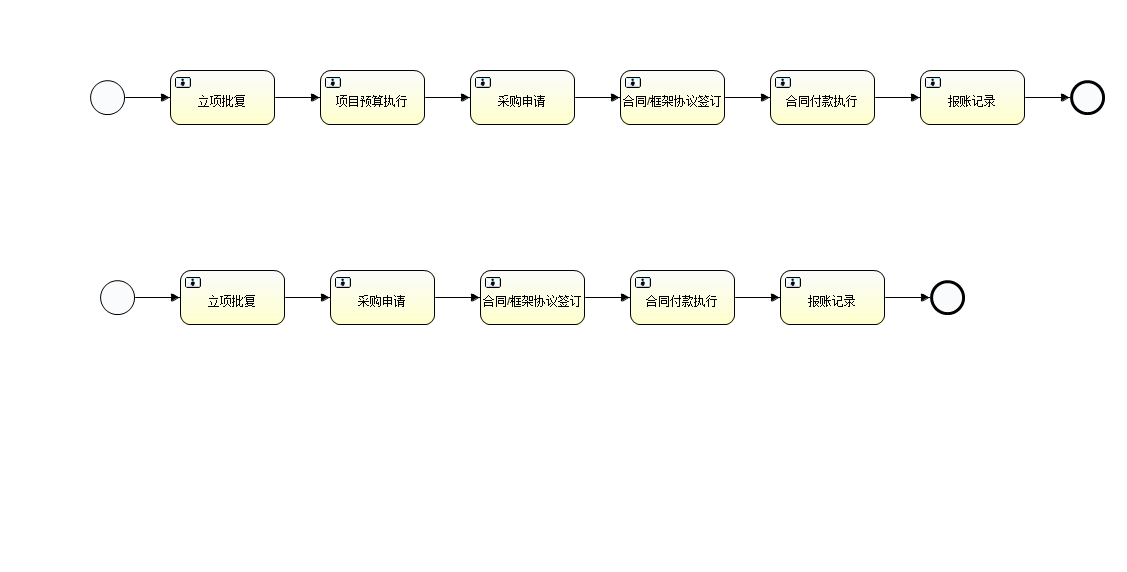 立项批复
项目预算执行
采购申请
合同/框架协议签订
合同付款执行
报账记录
立项批复
采购申请
合同/框架协议签订
合同付款执行
报账记录